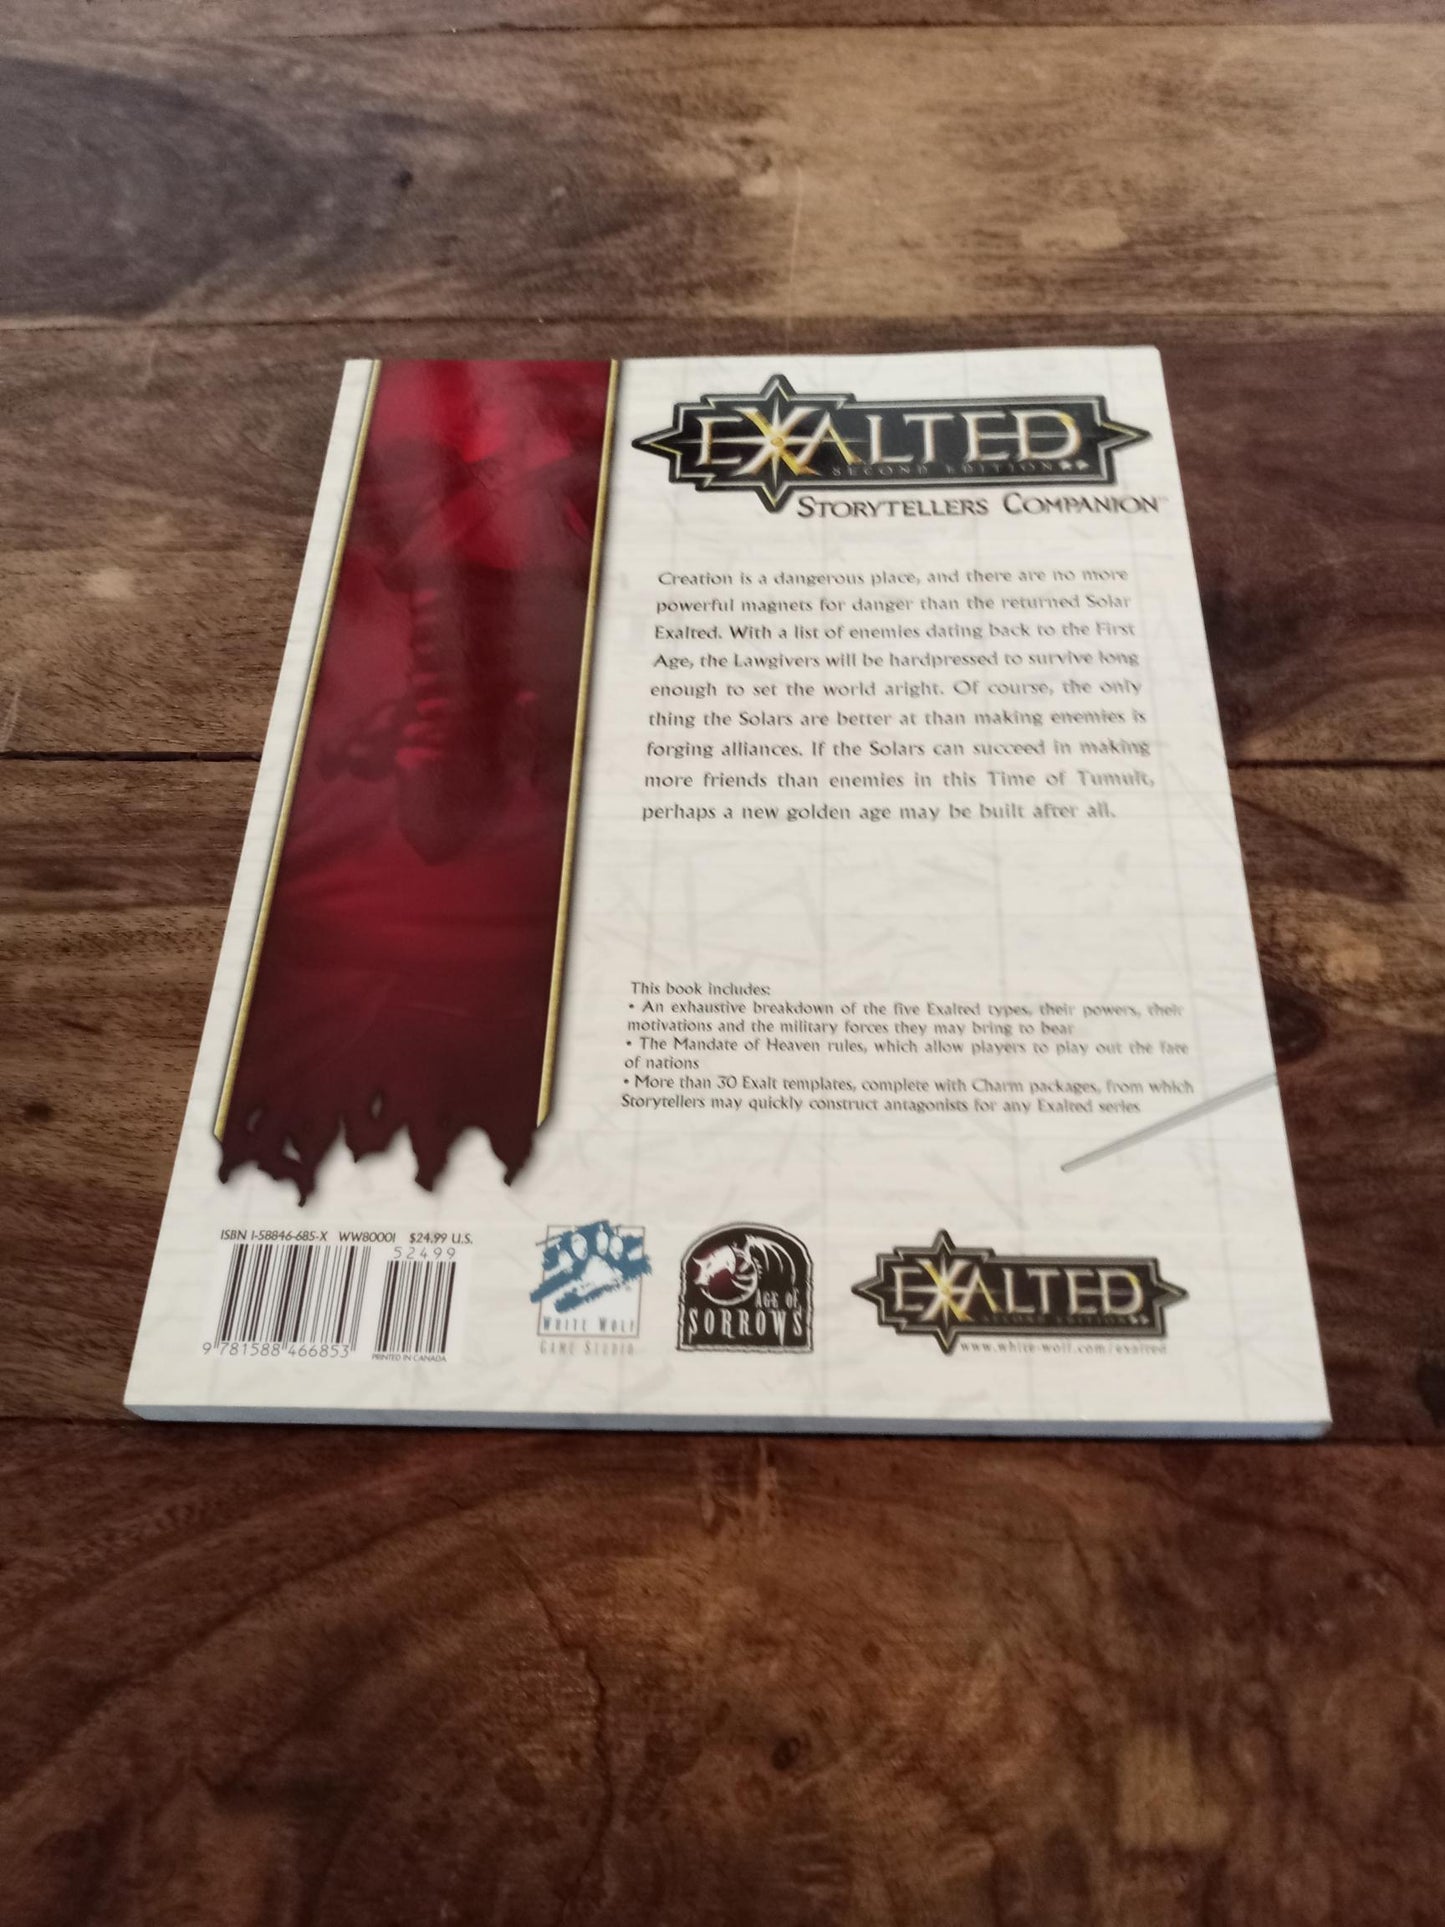 EXALTED
SECOND EDITION
STORYTELLERS COMPANION™
Creation is a dangerous place, and there are no more
powerful magnets for danger than the returned Solar
Exalted. With a list of enemies dating back to the First
Age, the Lawgivers will be hardpressed to survive long
enough to set the world aright. Of course, the only
thing the Solars are better at than making enemies is
forging alliances. If the Solars can succeed in making
more friends than enemies in this Time of Tumult,
perhaps a new golden age may be built after all.
This book includes:
• An exhaustive breakdown of the five Exalted types, their powers, their
motivations and the military forces they may bring to bear
• The Mandate of Heaven rules, which allow players to play out the fate
of nations
• More than 30 Exalt templates, complete with Charm packages, from which
Storytellers may quickly construct antagonists for any Exalted series
ISBN 1-58846-685-X WW80001 $24.99 U.S.
52499
9 781588 466853
PRINTED IN CANADA
WHITE WOLF
GAME STUDIO
AGE OF
SORROWS
EXALTED
SECOND EDITION
www.white-wolf.com/exalted